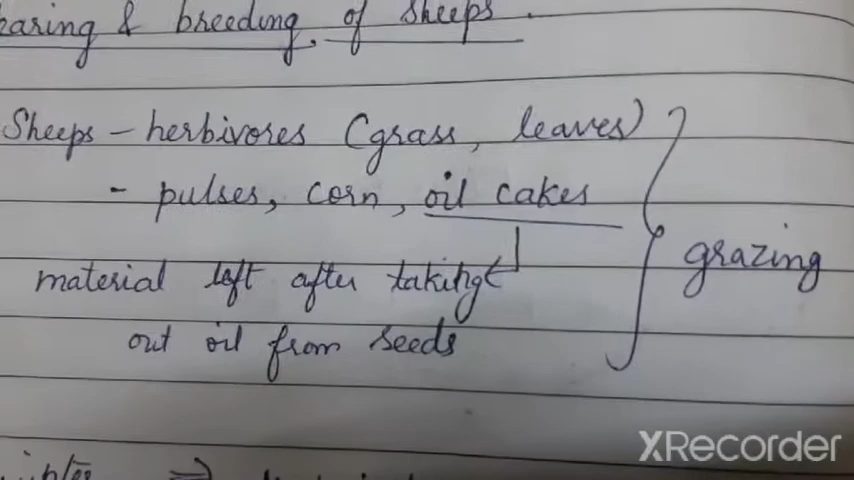 & breeding, of sheeps.
Sheeps - herbivores (grass, leaves)
- pulses, corn, oil cakes
grazing
material left after taking
out oil from seeds
XRecorder